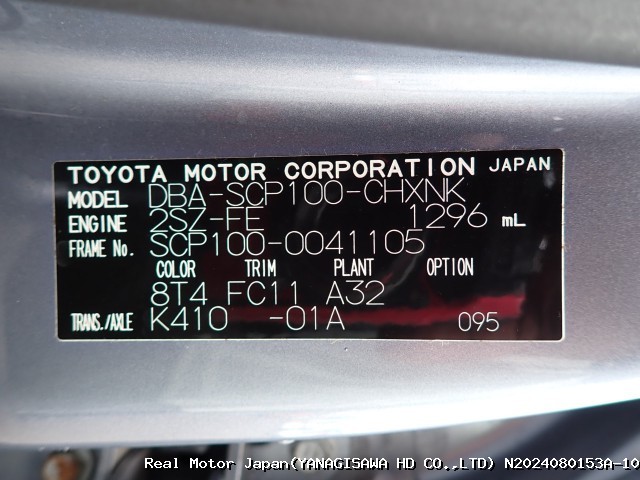 TOYOTA MOTOR CORPORATION JAPAN
MODEL DBA-SCP100-CHXNK
ENGINE 2SZ-FE 1296 mL
FRAME No. SCP100-0041105
COLOR TRIM PLANT OPTION
8T4 FC11 A32
TRANS./AXLE K410 -01A 095
Real Motor Japan(YANAGISAWA HD CO.,LTD) N2024080153A-10